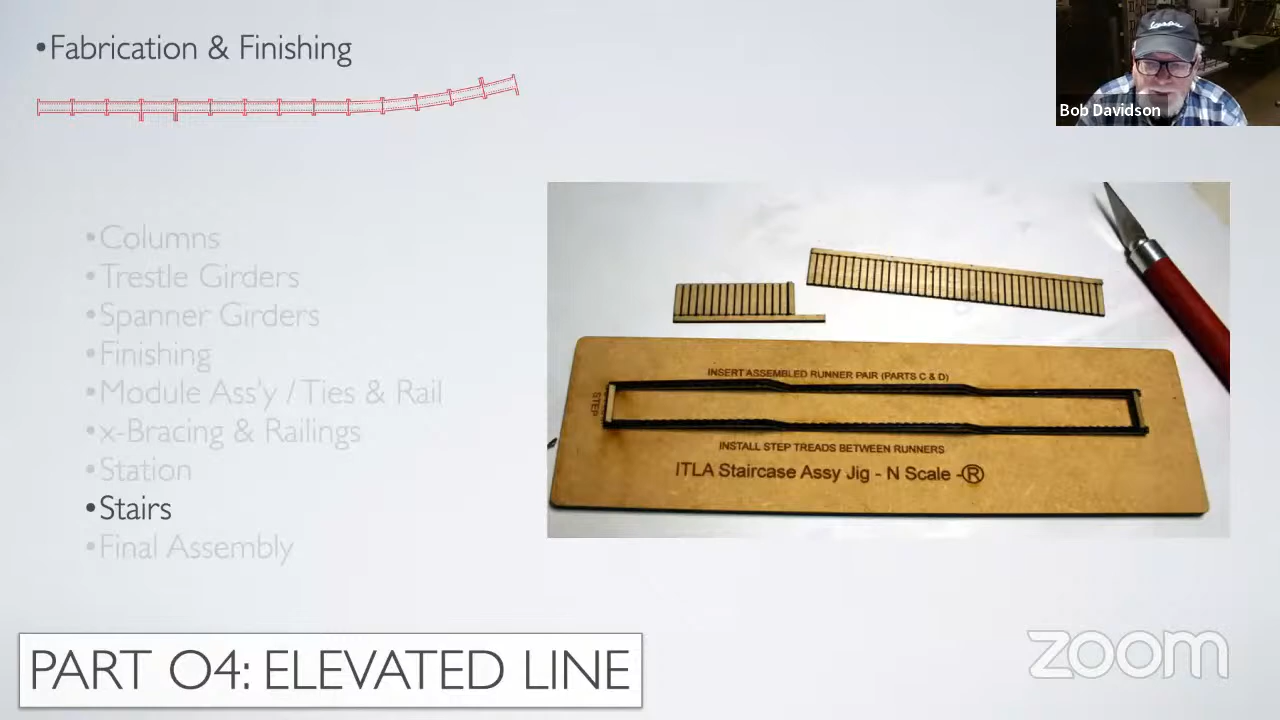 •Fabrication & Finishing
Bob Davidson
•Columns
•Trestle Girders
•Spanner Girders
•Finishing
•Module Ass'y / Ties & Rail
•x-Bracing & Railings
•Station
•Stairs
•Final Assembly
INSERT ASSEMBLED RUNNER PAIR (PARTS C & D)
STEP
INSTALL STEP TREADS BETWEEN RUNNERS
ITLA Staircase Assy Jig - N Scale -®
PART 04: ELEVATED LINE
zoom